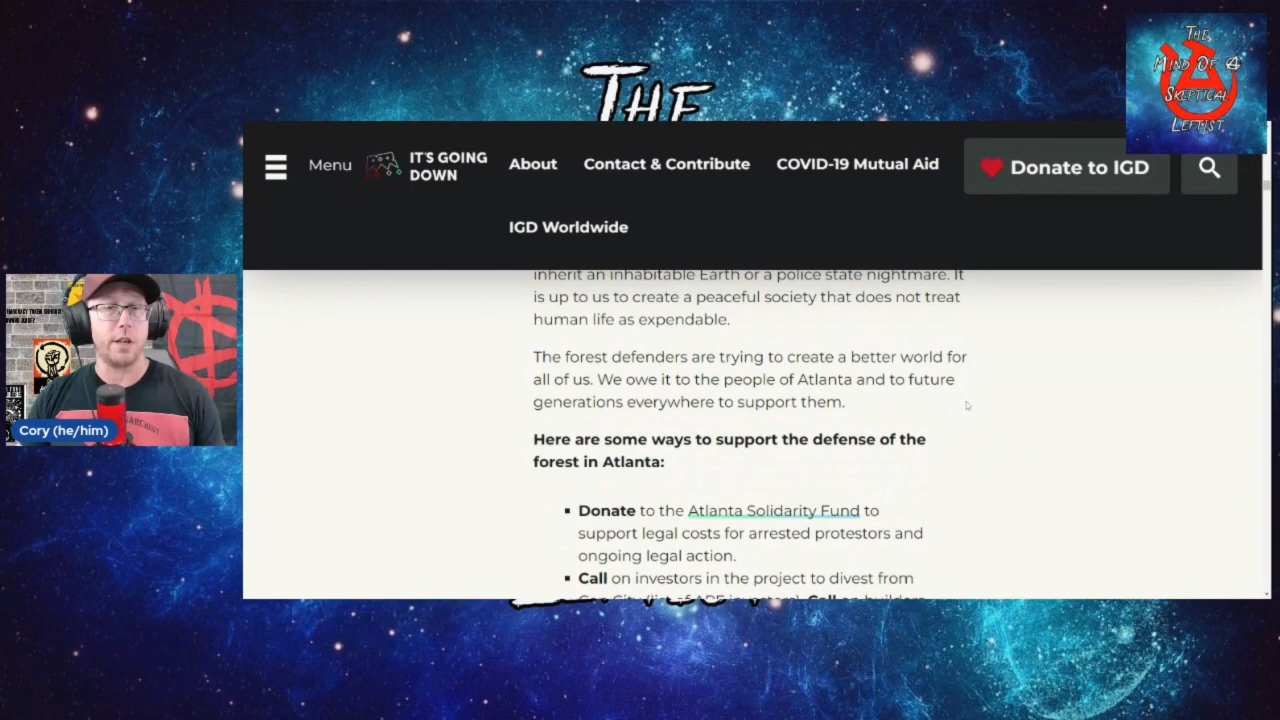 THE
THE
MIND OF A
SKEPTICAL
LEFTIST
Menu
IT'S GOING
DOWN
About
Contact & Contribute
COVID-19 Mutual Aid
Donate to IGD
IGD Worldwide
inherit an inhabitable Earth or a police state nightmare. It
is up to us to create a peaceful society that does not treat
human life as expendable.
The forest defenders are trying to create a better world for
all of us. We owe it to the people of Atlanta and to future
generations everywhere to support them.
Here are some ways to support the defense of the
forest in Atlanta:
Donate to the Atlanta Solidarity Fund to
support legal costs for arrested protestors and
ongoing legal action.
Call on investors in the project to divest from
Cory (he/him)